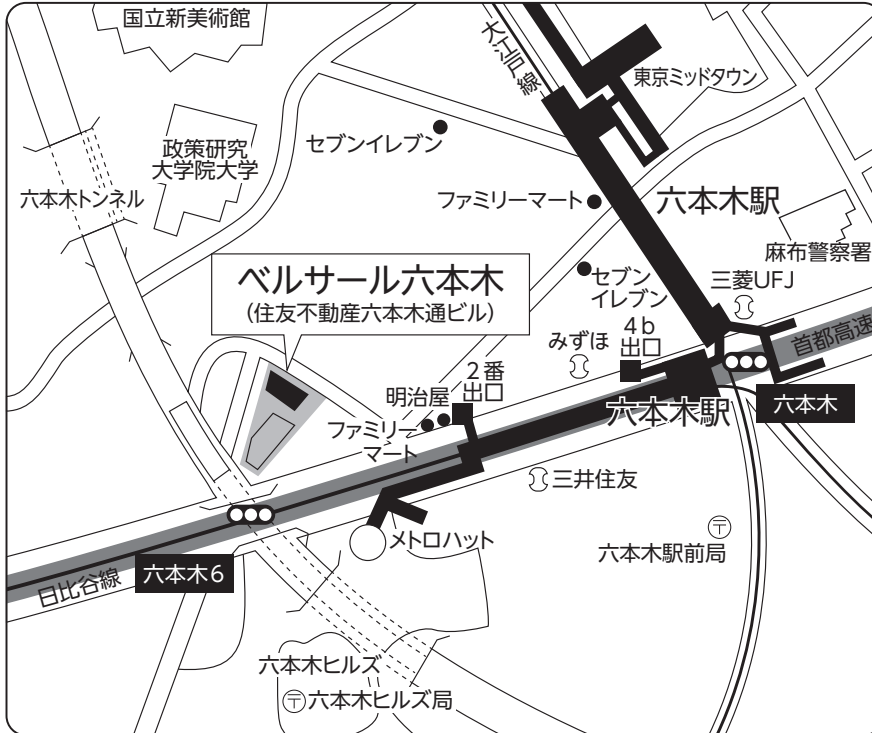 国立新美術館
大江戸線
東京ミッドタウン
セブンイレブン
政策研究
大学院大学
六本木トンネル
ファミリーマート
六本木駅
麻布警察署
ベルサール六本木
(住友不動産六本木通ビル)
セブン
イレブン
三菱UFJ
みずほ
4b
出口
首都高速
2番
出口
明治屋
ファミリー
マート
六本木駅
六本木
三井住友
メトロハット
〒
六本木駅前局
日比谷線
六本木6
六本木ヒルズ
〒六本木ヒルズ局